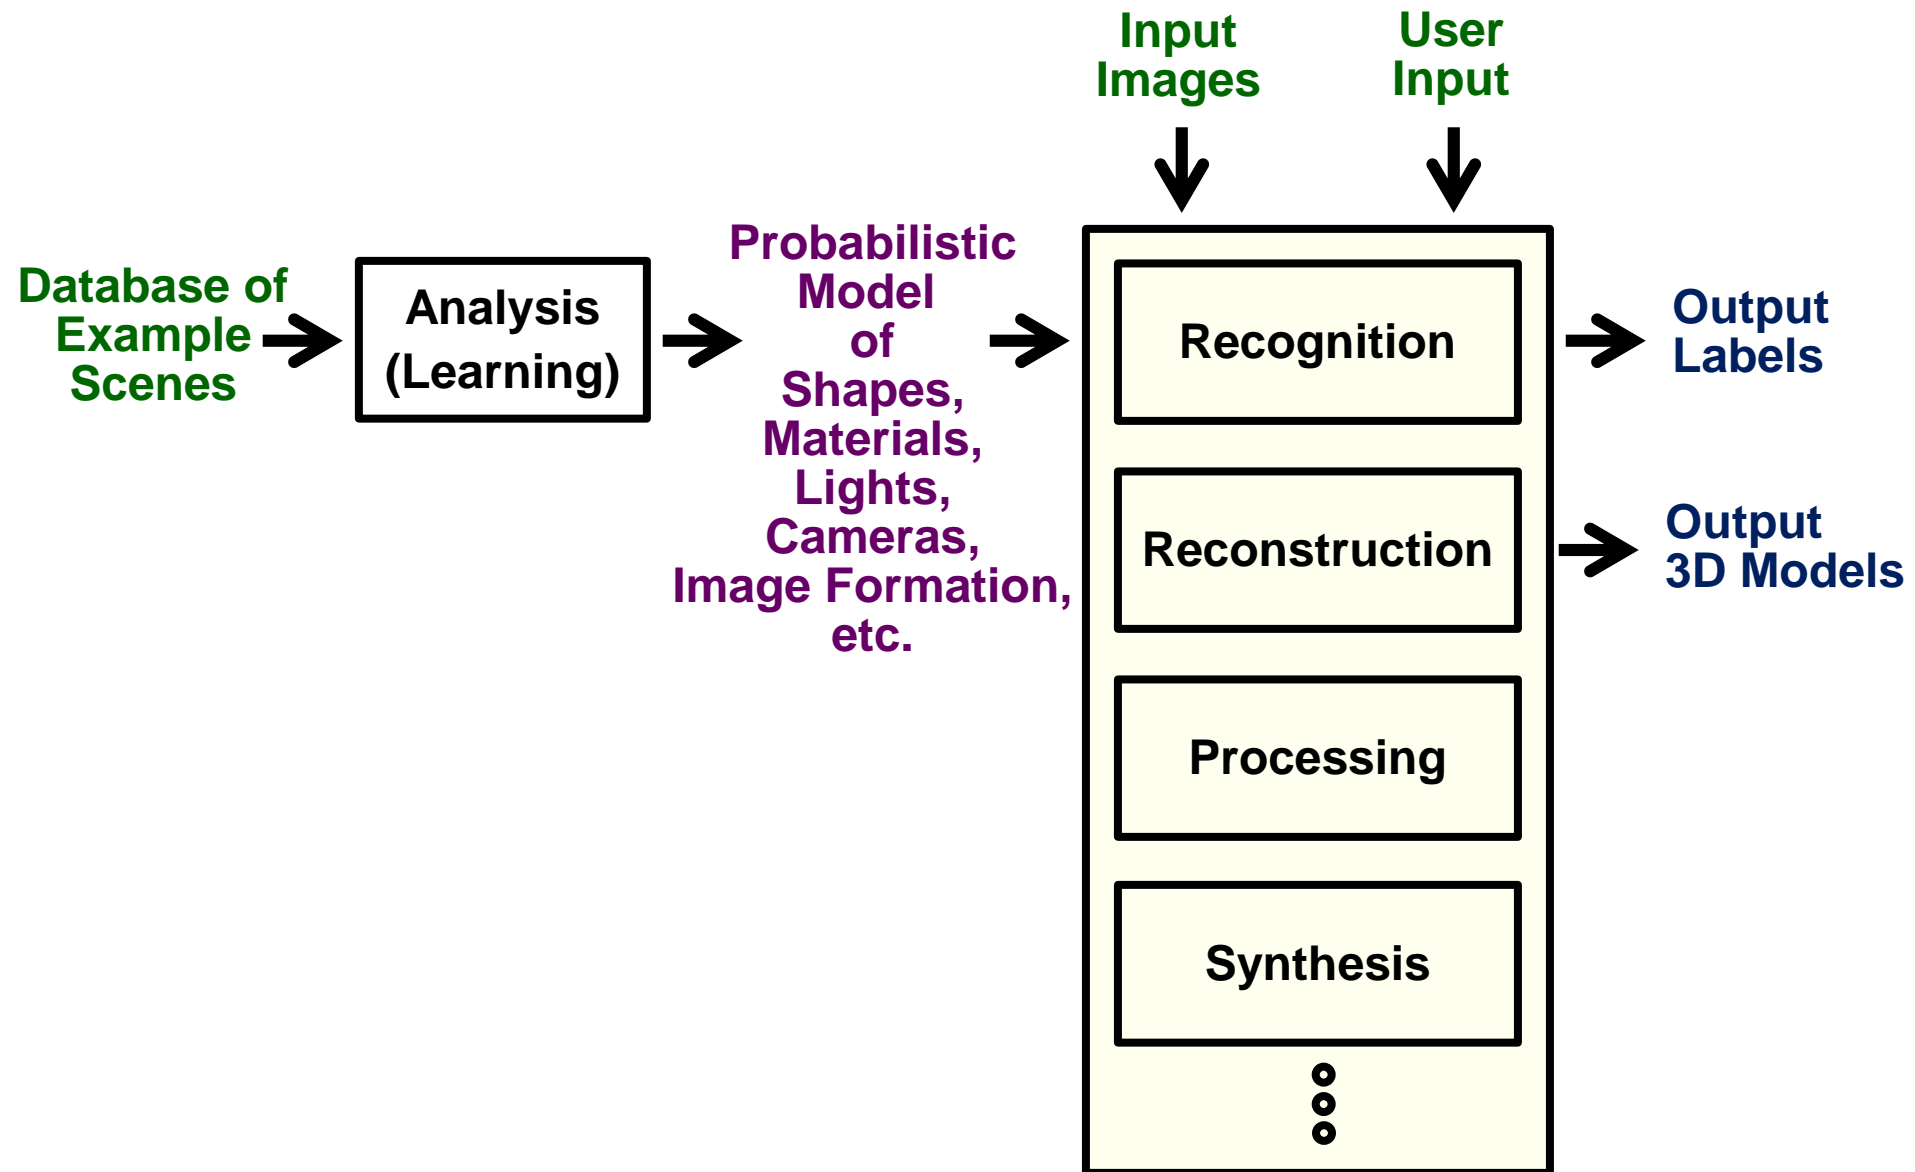 Input
Images
User
Input
Database of
Example
Scenes
Analysis
(Learning)
Probabilistic
Model
of
Shapes,
Materials,
Lights,
Cameras,
Image Formation,
etc.
Recognition
Reconstruction
Processing
Synthesis
Output
Labels
Output
3D Models